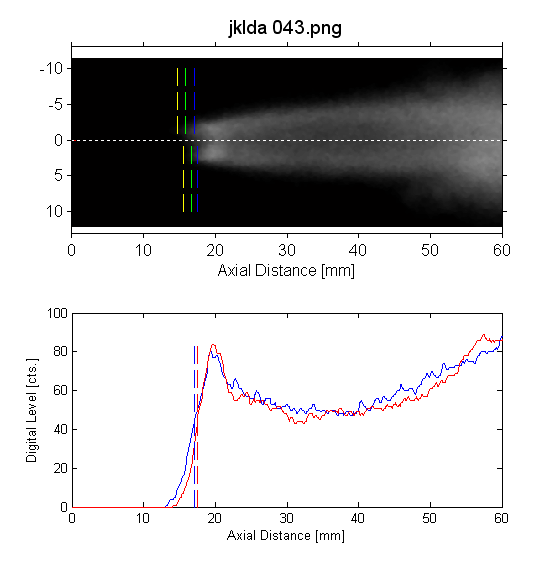 jklda 043.png
-10
-5
0
5
10
0 10 20 30 40 50 60
Axial Distance [mm]
100
80
60
40
20
0
Digital Level [cts.]
0 10 20 30 40 50 60
Axial Distance [mm]